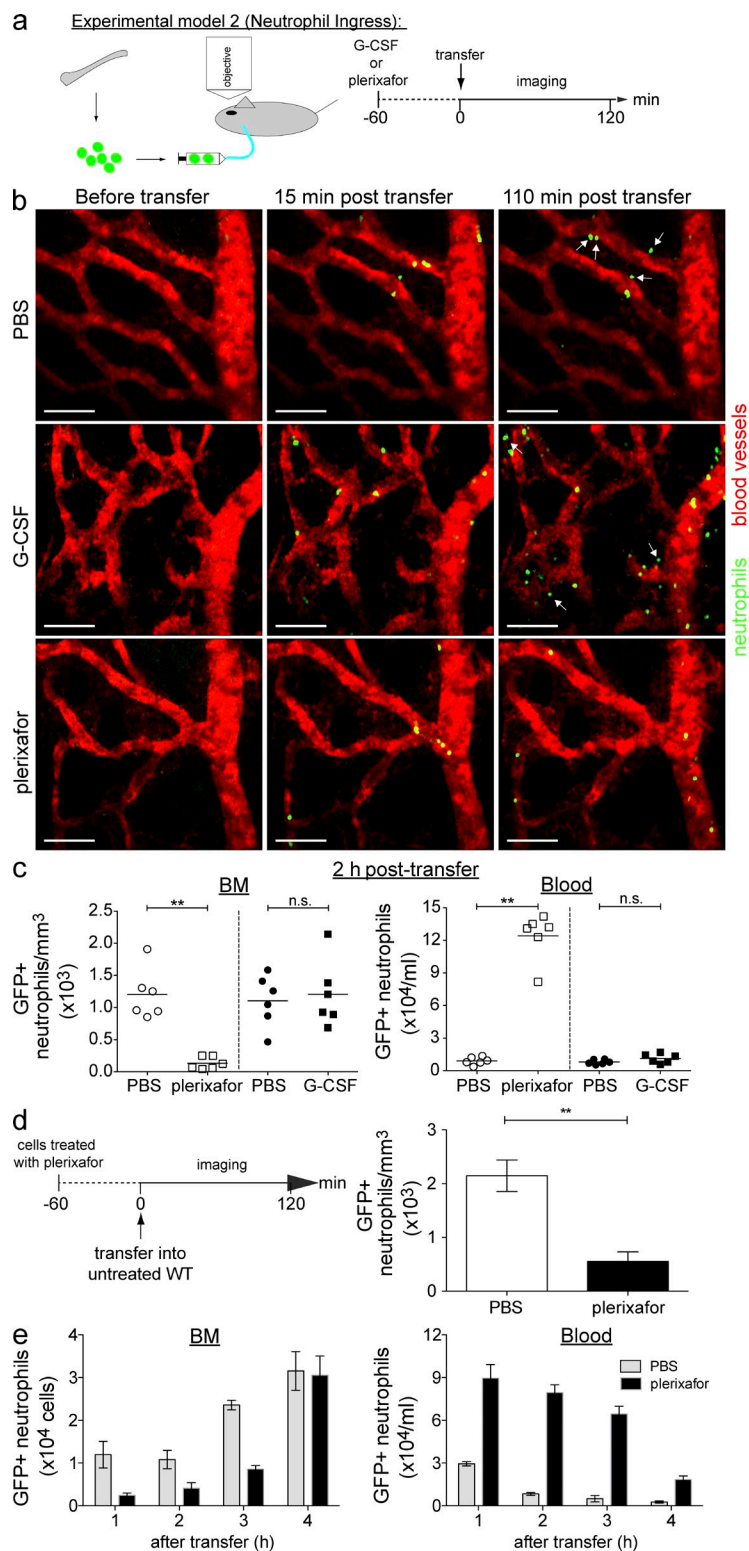 a
Experimental model 2 (Neutrophil Ingress):
objective
G-CSF
or
plerixafor
transfer
imaging
min
-60
0
120
b
Before transfer
15 min post transfer
110 min post transfer
PBS
G-CSF
plerixafor
neutrophils blood vessels
c
2 h post-transfer
BM
Blood
GFP+
neutrophils/mm³
(x10³)
2.5
2.0
1.5
1.0
0.5
0.0
**
n.s.
PBS
plerixafor
PBS
G-CSF
GFP+ neutrophils
(x10⁴/ml)
15
12
9
6
3
0
**
n.s.
PBS
plerixafor
PBS
G-CSF
d
cells treated
with plerixafor
imaging
min
-60
0
120
transfer into
untreated WT
GFP+
neutrophils/mm³
(x10³)
3
2
1
0
**
PBS
plerixafor
e
BM
GFP+ neutrophils
(x10⁴ cells)
4
3
2
1
0
1 2 3 4
after transfer (h)
Blood
GFP+ neutrophils
(x10⁴/ml)
12
9
6
3
0
PBS
plerixafor
1 2 3 4
after transfer (h)